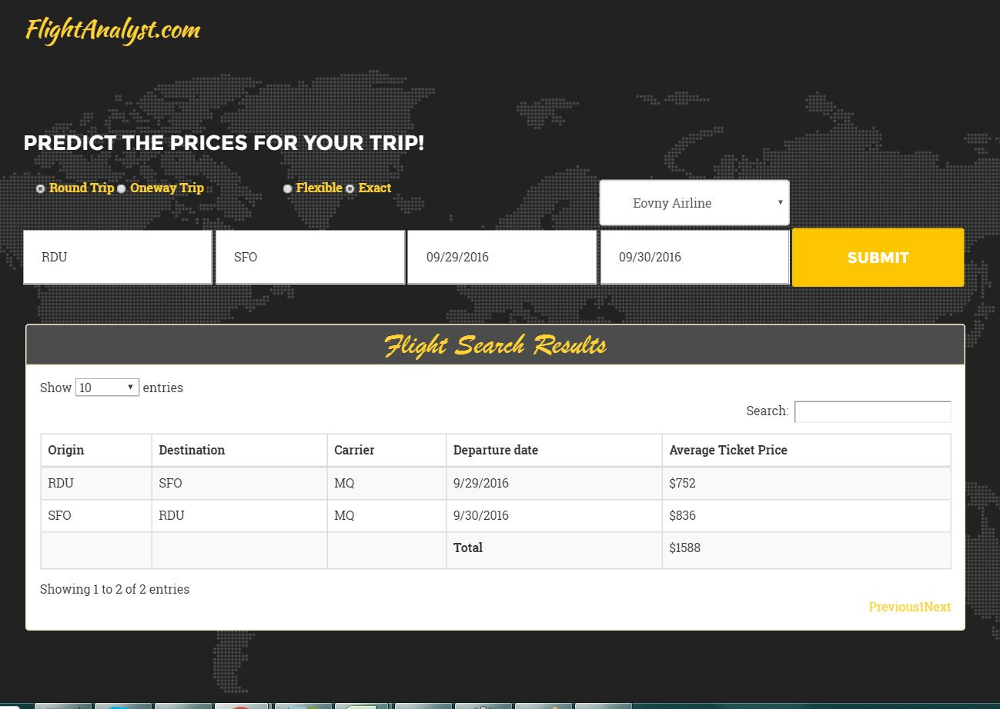 FlightAnalyst.com
PREDICT THE PRICES FOR YOUR TRIP!
Round Trip Oneway Trip Flexible Exact
Eovny Airline
RDU SFO 09/29/2016 09/30/2016 SUBMIT
Flight Search Results
Show 10 entries
Search:
Origin Destination Carrier Departure date Average Ticket Price
RDU SFO MQ 9/29/2016 $752
SFO RDU MQ 9/30/2016 $836
Total $1588
Showing 1 to 2 of 2 entries
Previous1Next